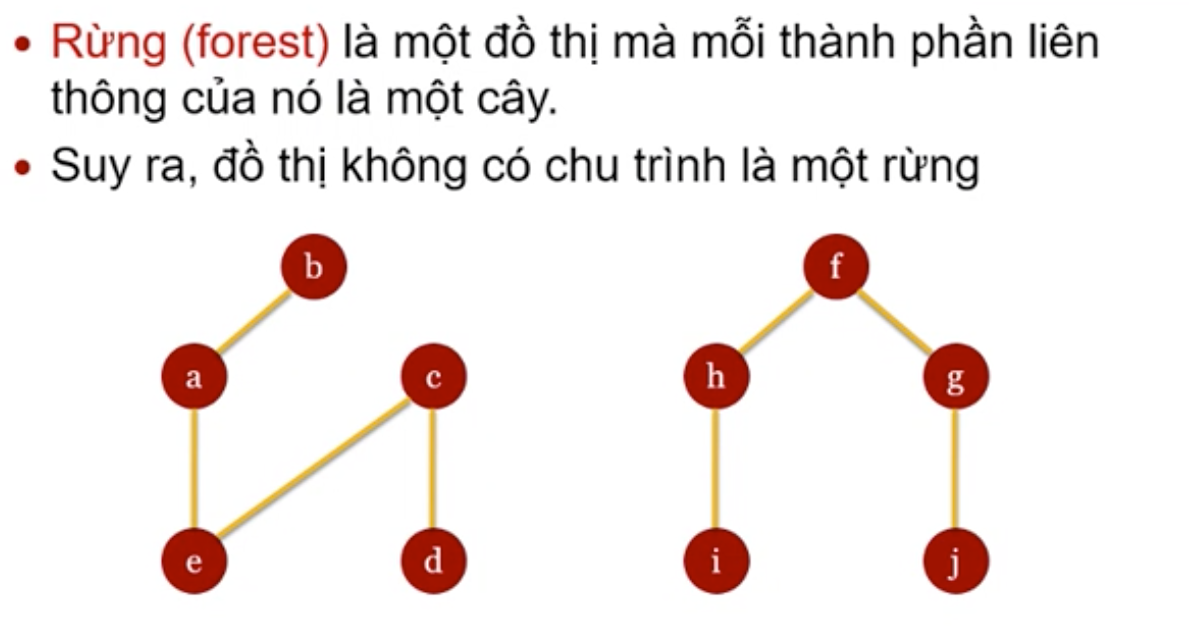 • Rừng (forest) là một đồ thị mà mỗi thành phần liên
thông của nó là một cây.
• Suy ra, đồ thị không có chu trình là một rừng
b
f
a
c
h
g
e
d
i
j